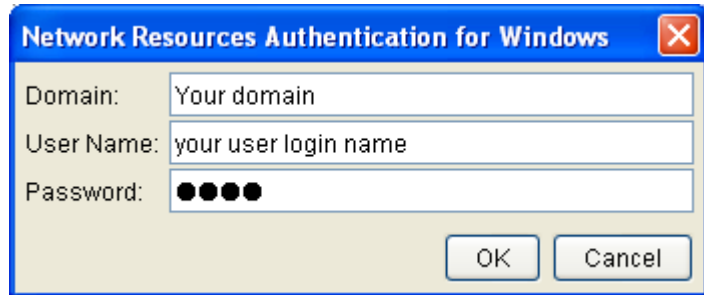 Network Resources Authentication for Windows
Domain: Your domain
User Name: your user login name
Password: ●●●●
OK Cancel